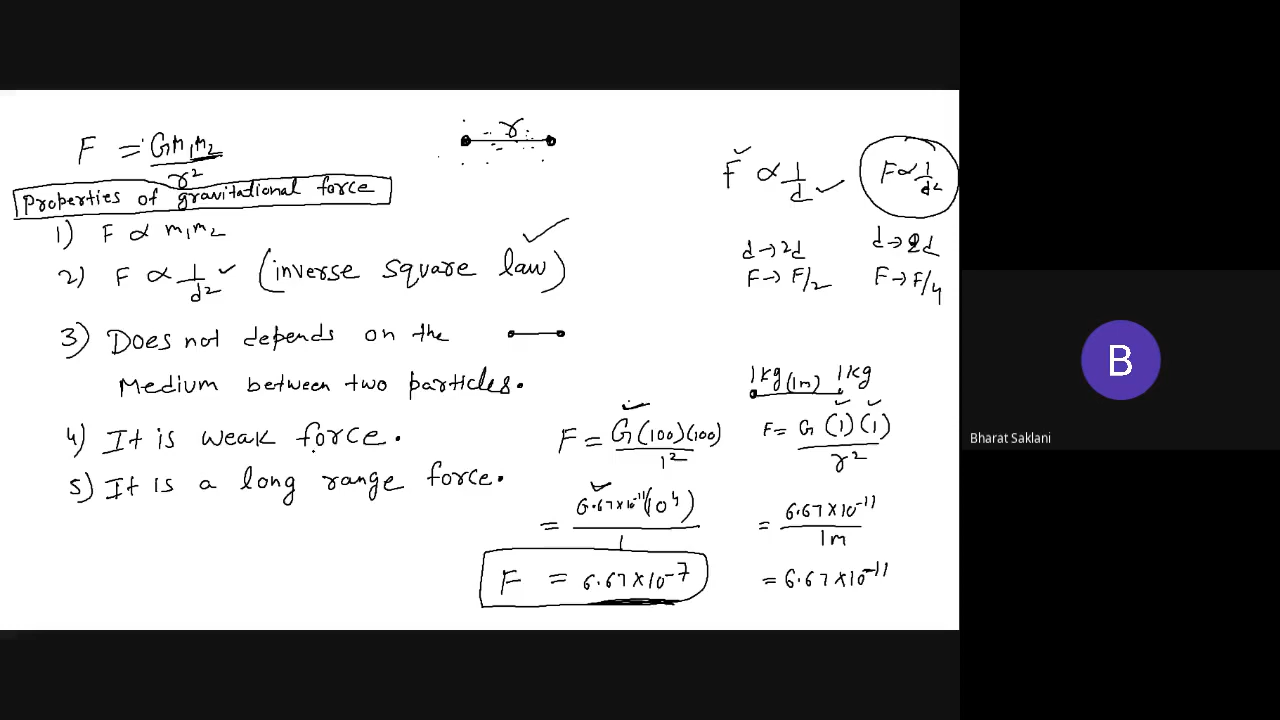 F = Gm₁m₂/r²
r
Properties of gravitational force
1) F ∝ m₁m₂
2) F ∝ 1/d² (inverse square law)
3) Does not depends on the
Medium between two particles.
4) It is weak force.
5) It is a long range force.
F ∝ 1/d
d→2d
F→F/2
F∝1/d²
d→2d
F→F/4
F = G(100)(100)/1²
= 6.67×10⁻¹¹(10⁴)/1
F = 6.67×10⁻⁷
1kg (1m) 1kg
F= G(1)(1)/r²
= 6.67×10⁻¹¹/1m
= 6.67×10⁻¹¹
B
Bharat Saklani